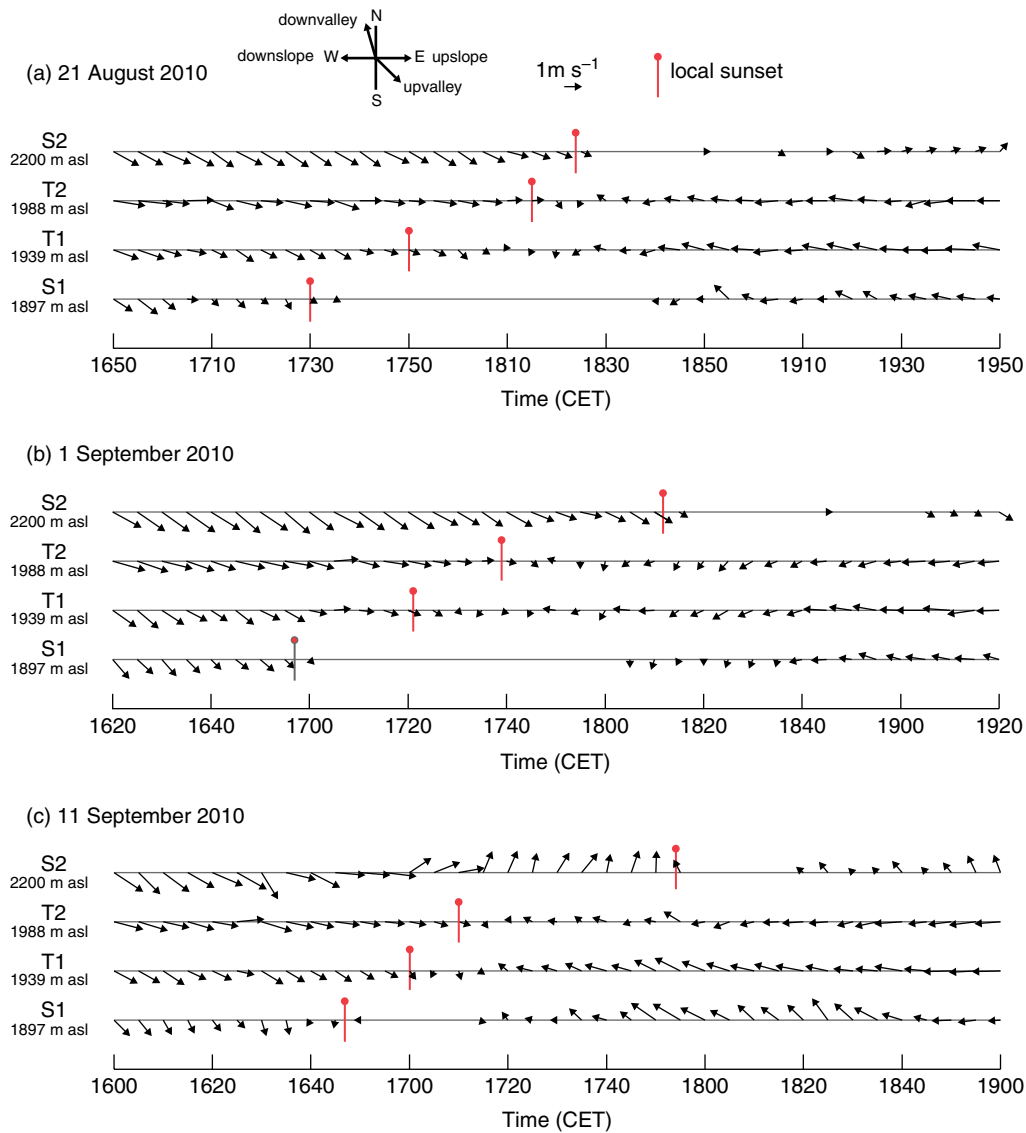 N
downvalley
downslope W E upslope
upvalley
S
(a) 21 August 2010
1m s⁻¹
local sunset
S2
2200 m asl
T2
1988 m asl
T1
1939 m asl
S1
1897 m asl
1650 1710 1730 1750 1815 1830 1850 1910 1930 1950
Time (CET)
(b) 1 September 2010
S2
2200 m asl
T2
1988 m asl
T1
1939 m asl
S1
1897 m asl
1620 1640 1700 1720 1740 1800 1820 1840 1900 1920
Time (CET)
(c) 11 September 2010
S2
2200 m asl
T2
1988 m asl
T1
1939 m asl
S1
1897 m asl
1600 1620 1640 1700 1720 1740 1800 1820 1840 1900
Time (CET)